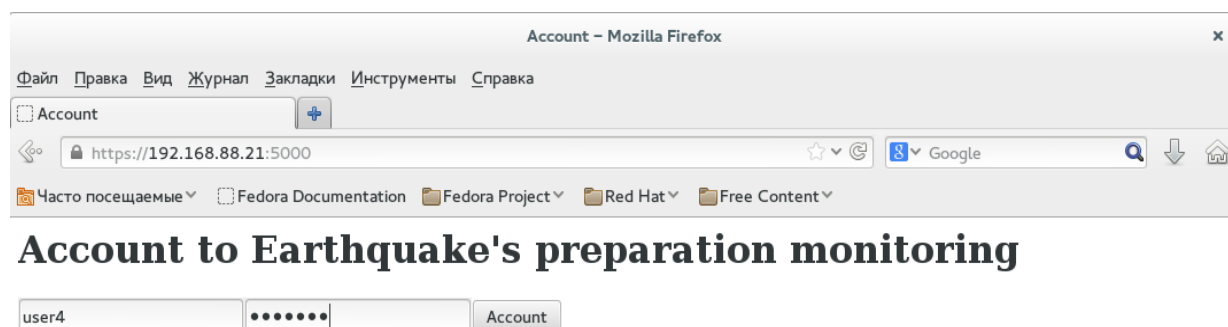 Account – Mozilla Firefox
Файл Правка Вид Журнал Закладки Инструменты Справка
Account
https://192.168.88.21:5000
Google
Часто посещаемые Fedora Documentation Fedora Project Red Hat Free Content
Account to Earthquake's preparation monitoring
user4 ••••••• Account